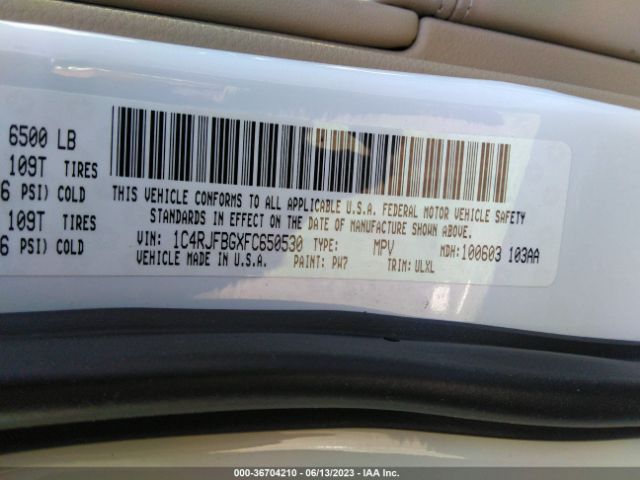 6500 LB
109T TIRES
6 PSI) COLD
109T TIRES
6 PSI) COLD
THIS VEHICLE CONFORMS TO ALL APPLICABLE U.S.A. FEDERAL MOTOR VEHICLE SAFETY
STANDARDS IN EFFECT ON THE DATE OF MANUFACTURE SHOWN ABOVE.
VIN: 1C4RJFBGXFC650530 TYPE: MPV MDH: 100603 103AA
VEHICLE MADE IN U.S.A. PAINT: PW7 TRIM: ULXL
000-36704210 - 06/13/2023 - IAA Inc.